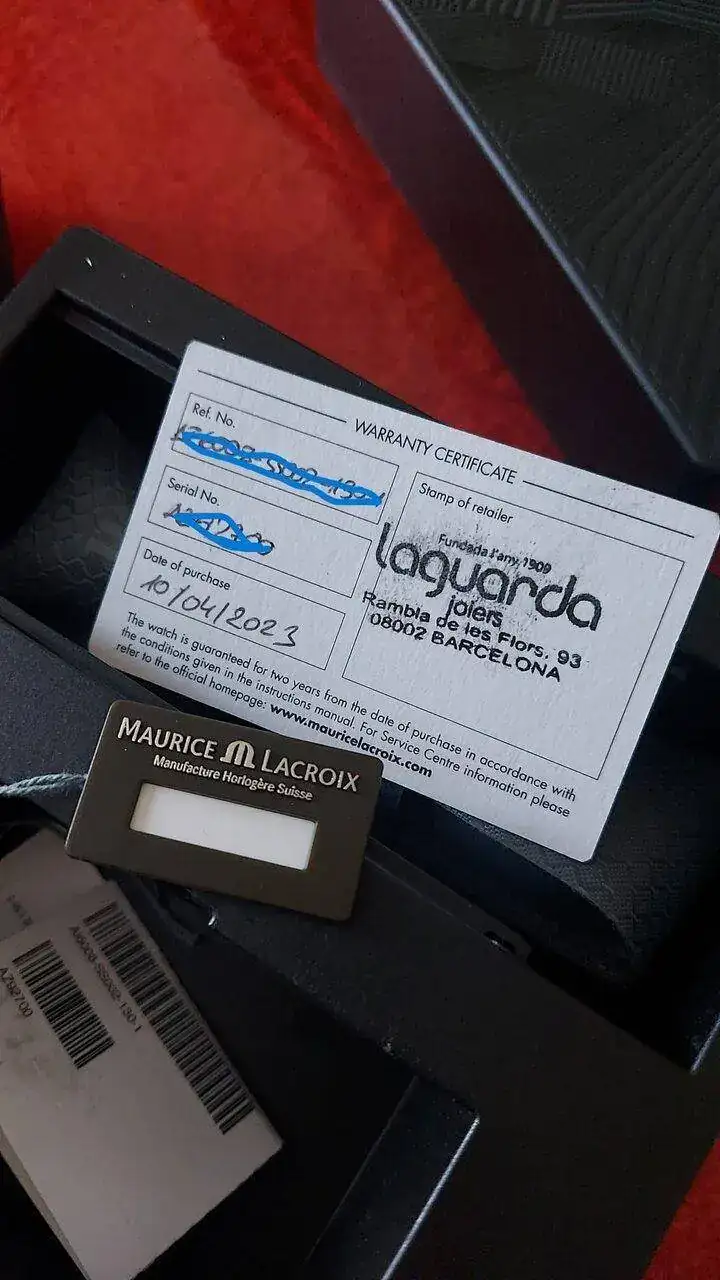 WARRANTY CERTIFICATE
Ref. No.
Serial No.
Date of purchase
10/04/2023
Stamp of retailer
Fundada l'any 1909
laguarda
joiers
Rambla de les Flors, 93
08002 BARCELONA
The watch is guaranteed for two years from the date of purchase in accordance with
the conditions given in the instructions manual. For Service Centre information please
refer to the official homepage: www.mauricelacroix.com
MAURICE LACROIX
Manufacture Horlogère Suisse